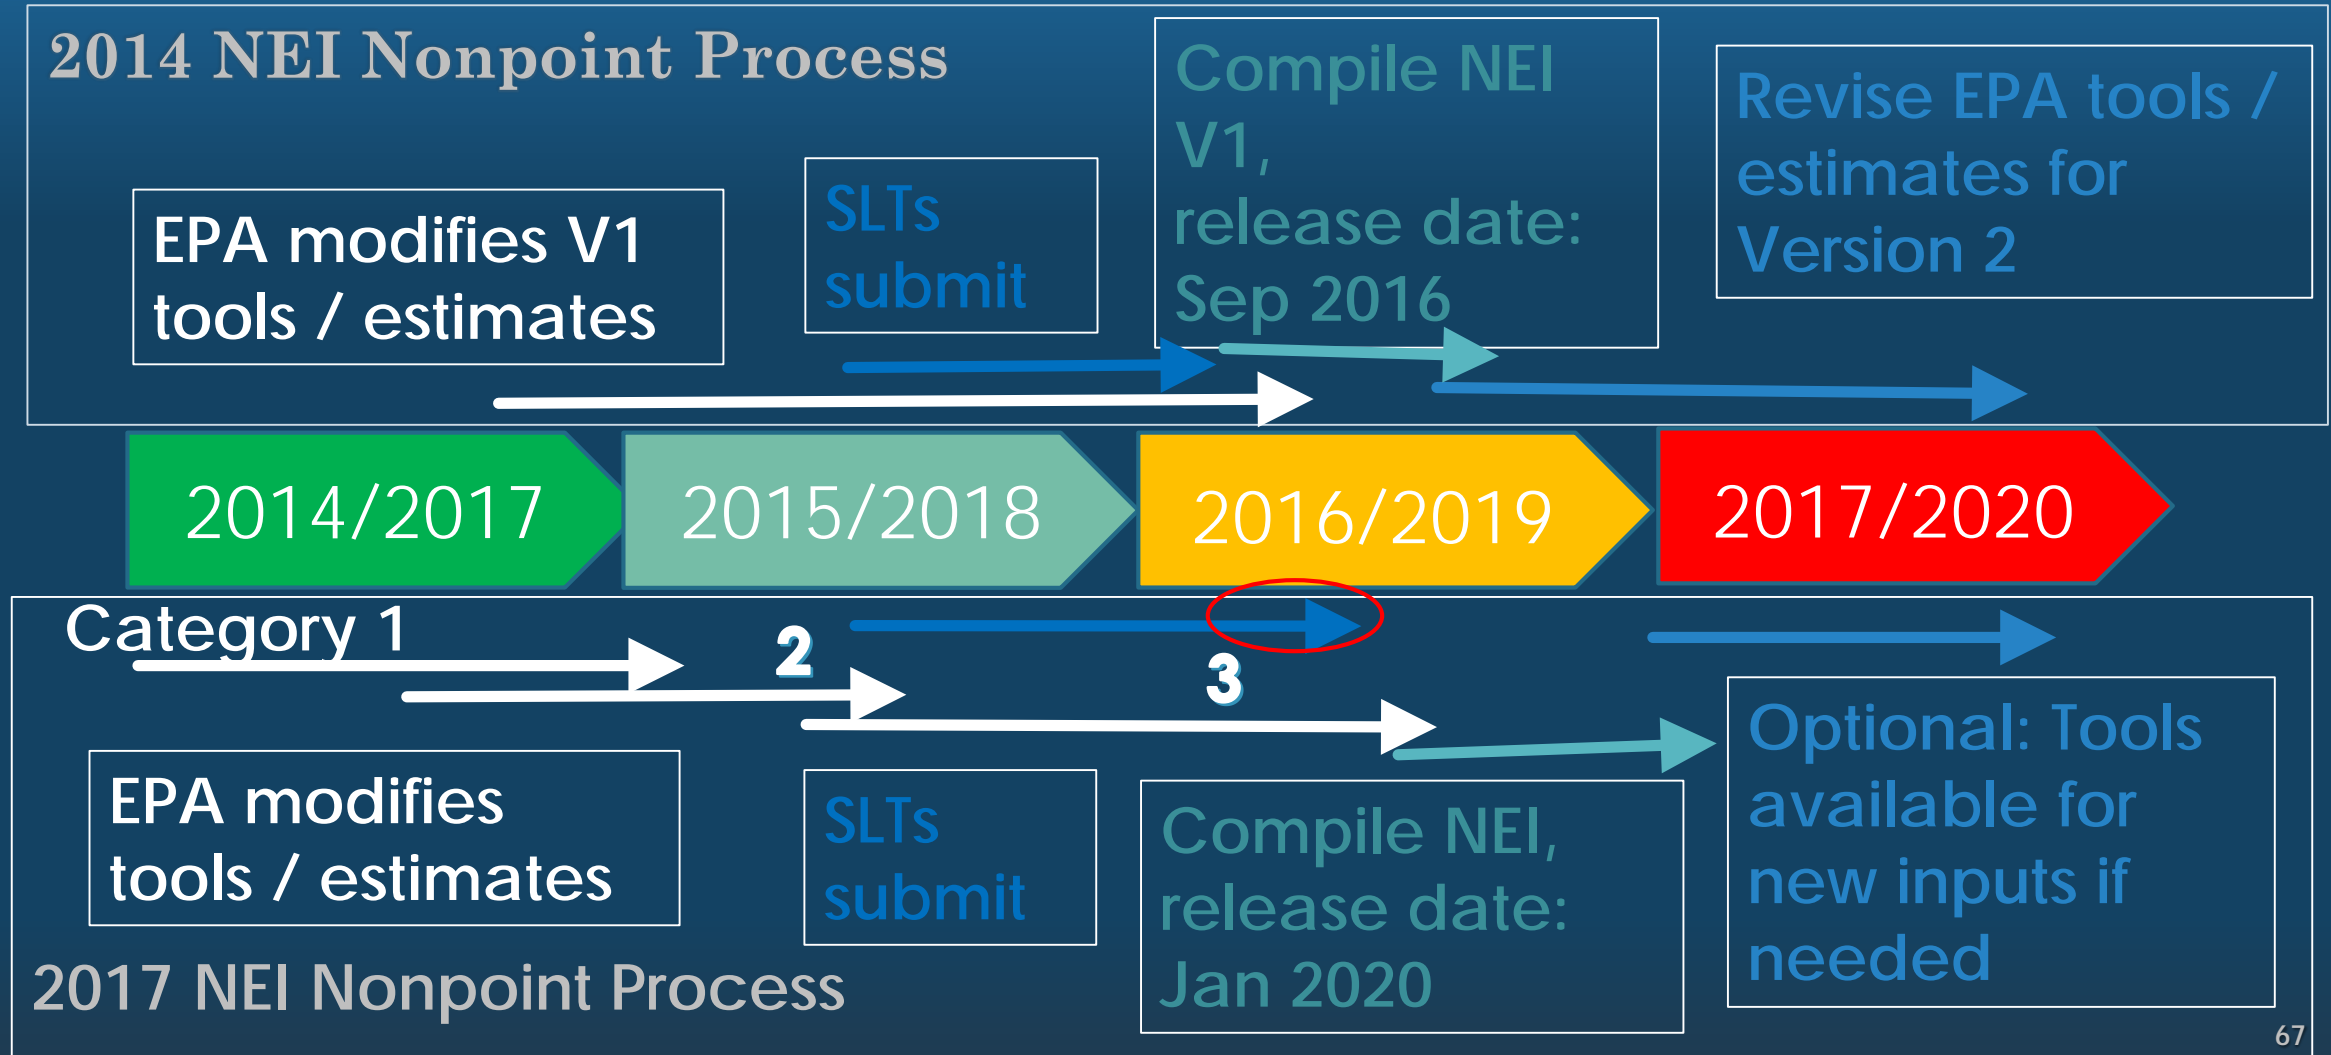 2014 NEI Nonpoint Process
EPA modifies V1
tools / estimates
SLTs
submit
Compile NEI
V1,
release date:
Sep 2016
Revise EPA tools /
estimates for
Version 2
2014/2017
2015/2018
2016/2019
2017/2020
Category 1
2
3
EPA modifies
tools / estimates
SLTs
submit
Compile NEI,
release date:
Jan 2020
Optional: Tools
available for
new inputs if
needed
2017 NEI Nonpoint Process
67